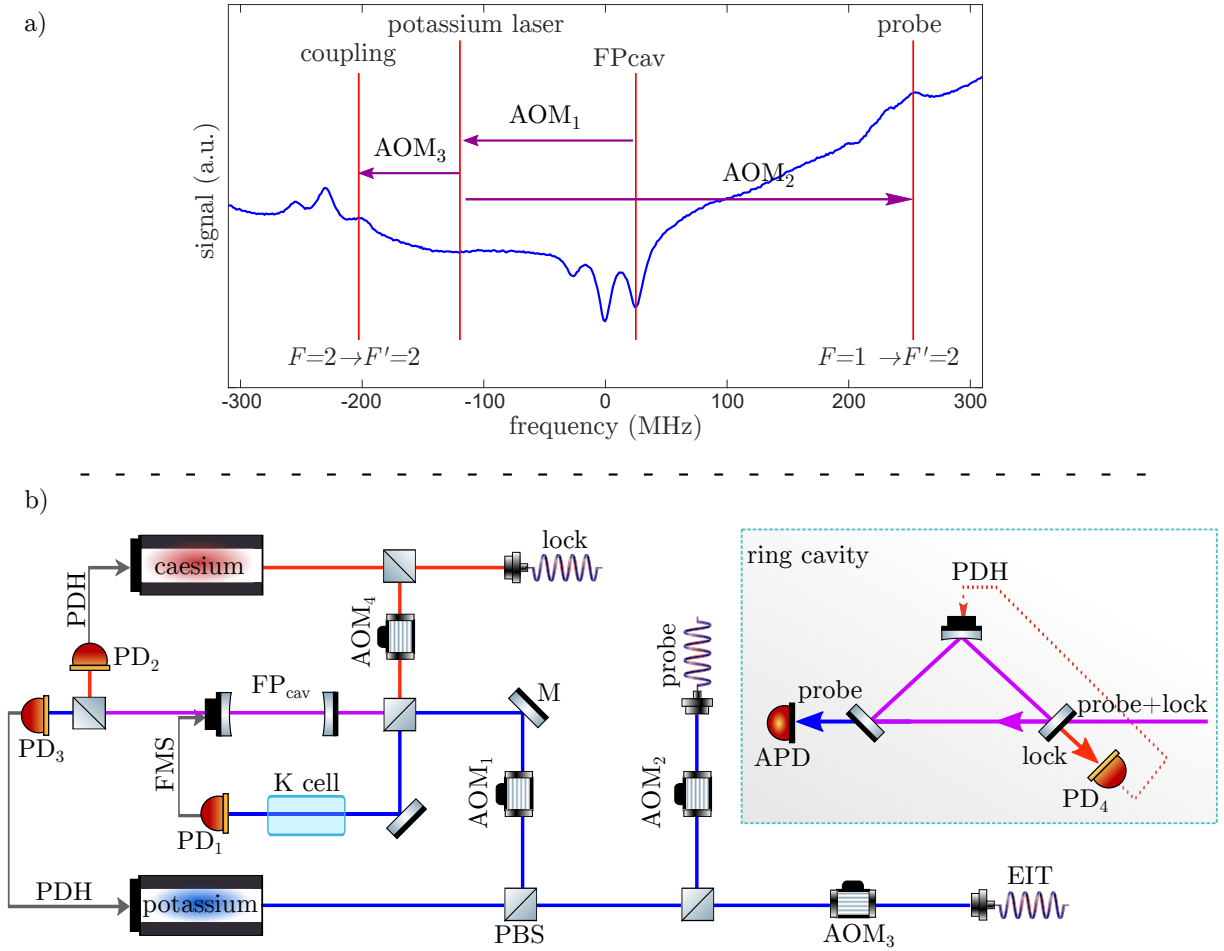 a)
potassium laser
coupling
probe
FPcav
AOM1
AOM3
AOM2
signal (a.u.)
F=2→F'=2
F=1 →F'=2
-300 -200 -100 0 100 200 300
frequency (MHz)
b)
lock
caesium
PDH
AOM4
PD2
FPcav
M
PD3
FMS
K cell
AOM1
PD1
PDH
potassium
PBS
probe
AOM2
EIT
AOM3
ring cavity
PDH
probe
probe+lock
lock
APD
PD4